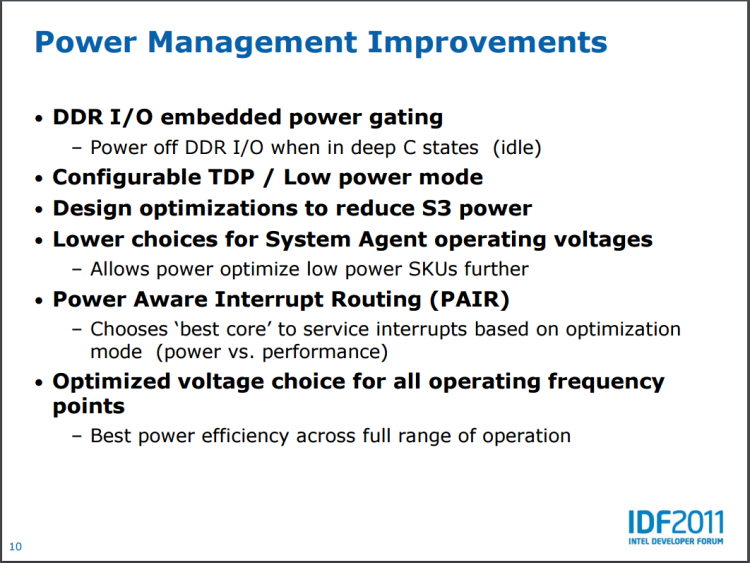 Power Management Improvements
• DDR I/O embedded power gating
– Power off DDR I/O when in deep C states (idle)
• Configurable TDP / Low power mode
• Design optimizations to reduce S3 power
• Lower choices for System Agent operating voltages
– Allows power optimize low power SKUs further
• Power Aware Interrupt Routing (PAIR)
– Chooses ‘best core’ to service interrupts based on optimization
mode (power vs. performance)
• Optimized voltage choice for all operating frequency
points
– Best power efficiency across full range of operation
IDF2011
INTEL DEVELOPER FORUM
10